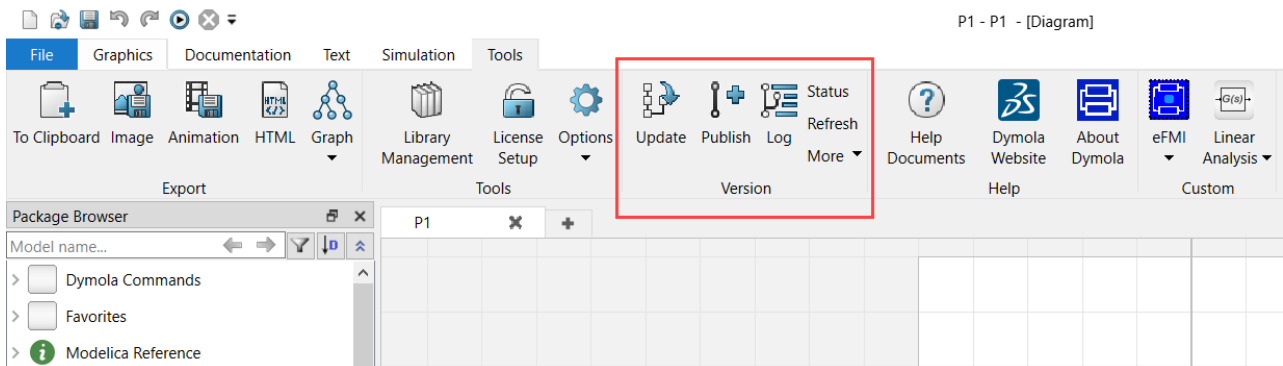 P1 - P1 - [Diagram]
File Graphics Documentation Text Simulation Tools
To Clipboard Image Animation HTML Graph
Library Management License Setup Options
Update Publish Log Status Refresh More
Help Documents Dymola Website About Dymola
eFMI Linear Analysis
HTML
G(s)
Export Tools Version Help Custom
Package Browser
P1
Model name...
D
Dymola Commands
Favorites
Modelica Reference